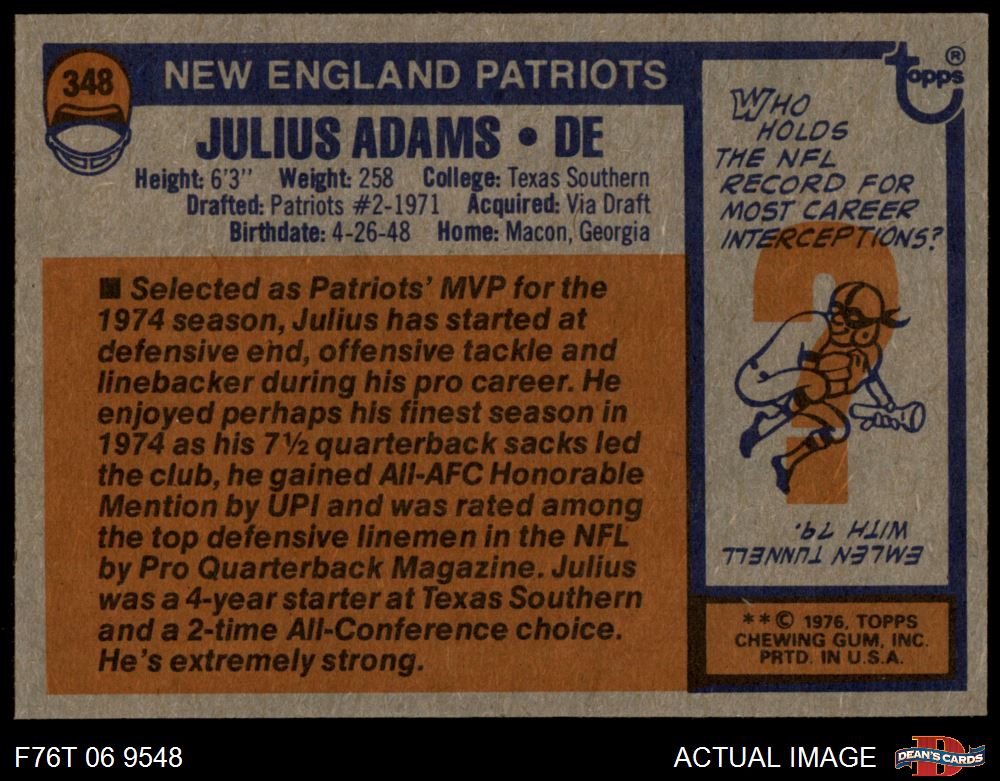 348
NEW ENGLAND PATRIOTS
JULIUS ADAMS • DE
Height: 6'3" Weight: 258 College: Texas Southern
Drafted: Patriots #2-1971 Acquired: Via Draft
Birthdate: 4-26-48 Home: Macon, Georgia
■ Selected as Patriots' MVP for the
1974 season, Julius has started at
defensive end, offensive tackle and
linebacker during his pro career. He
enjoyed perhaps his finest season in
1974 as his 7½ quarterback sacks led
the club, he gained All-AFC Honorable
Mention by UPI and was rated among
the top defensive linemen in the NFL
by Pro Quarterback Magazine. Julius
was a 4-year starter at Texas Southern
and a 2-time All-Conference choice.
He's extremely strong.
Topps®
WHO
HOLDS
THE NFL
RECORD FOR
MOST CAREER
INTERCEPTIONS?
?
EMLEN TUNNELL
WITH 79.
**© 1976, TOPPS
CHEWING GUM, INC.
PRTD. IN U.S.A.
F76T 06 9548
ACTUAL IMAGE
D
DEAN'S CARDS